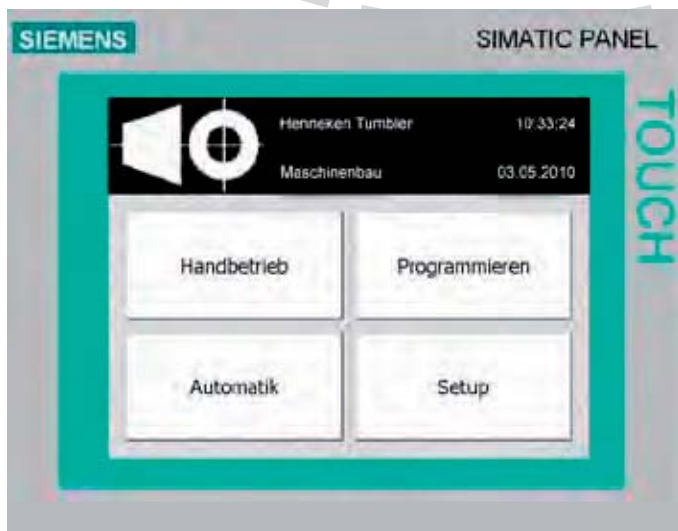 SIEMENS
SIMATIC PANEL
TOUCH
Henneken Tumbler 10:33:24
Maschinenbau 03.05.2010
Handbetrieb Programmieren
Automatik Setup